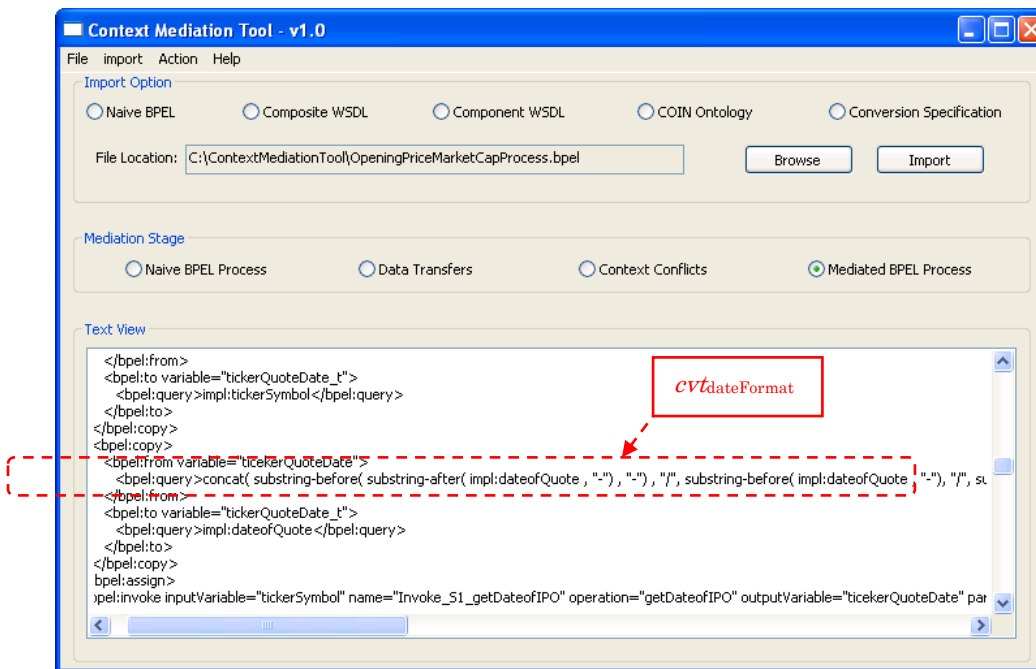 Context Mediation Tool - v1.0
File import Action Help
Import Option
Naive BPEL Composite WSDL Component WSDL COIN Ontology Conversion Specification
File Location: C:\ContextMediationTool\OpeningPriceMarketCapProcess.bpel Browse Import
Mediation Stage
Naive BPEL Process Data Transfers Context Conflicts Mediated BPEL Process
Text View
</bpel:from>
<bpel:to variable="tickerQuoteDate_t">
<bpel:query>impl:tickerSymbol</bpel:query>
</bpel:to>
</bpel:copy>
<bpel:copy>
cvtdateFormat
<bpel:from variable="ticekerQuoteDate">
<bpel:query>concat( substring-before( substring-after( impl:dateofQuote , "-") , "-") , "/", substring-before( impl:dateofQuote , "-"), "/", su
</bpel:from>
<bpel:to variable="tickerQuoteDate_t">
<bpel:query>impl:dateofQuote</bpel:query>
</bpel:to>
</bpel:copy>
bpel:assign>
pel:invoke inputVariable="tickerSymbol" name="Invoke_S1_getDateofIPO" operation="getDateofIPO" outputVariable="ticekerQuoteDate" par